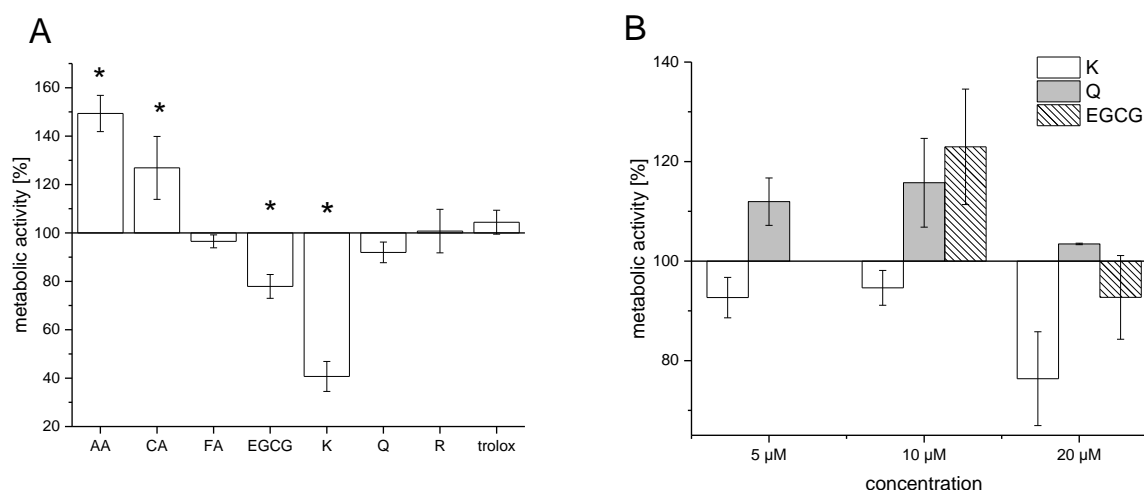 A
metabolic activity [%]
160
140
120
100
80
60
40
20
* * * *
AA CA FA EGCG K Q R trolox
B
K
Q
EGCG
metabolic activity [%]
140
120
100
80
5 µM 10 µM 20 µM
concentration